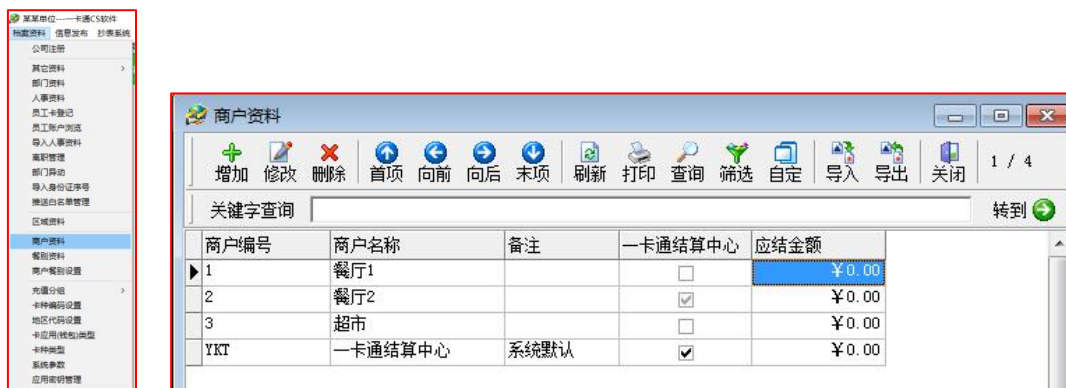 某某单位----一卡通CS软件
档案资料 信息发布 抄表系统
公司注册
其它资料
部门资料
人事资料
员工卡登记
员工账户浏览
导入人事资料
离职管理
部门异动
导入身份证序号
推送白名单管理
区域资料
商户资料
餐别资料
商户餐别设置
充值分组
卡种编码设置
地区代码设置
卡应用(钱包)类型
卡种类型
系统参数
应用密钥管理
商户资料
增加 修改 删除 首项 向前 向后 末项 刷新 打印 查询 筛选 自定 导入 导出 关闭 1 / 4
关键字查询 转到
商户编号 商户名称 备注 一卡通结算中心 应结金额
1 餐厅1 ￥0.00
2 餐厅2 ￥0.00
3 超市 ￥0.00
YKT 一卡通结算中心 系统默认 ￥0.00